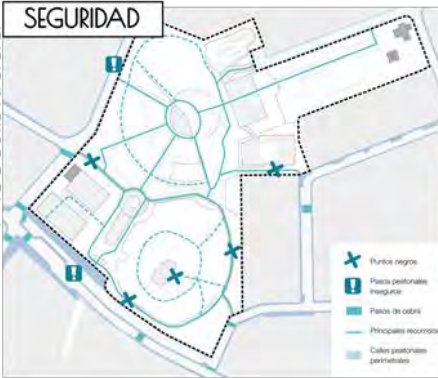 SEGURIDAD
Puntos negros
Pasos peatonales
inseguros
Pasos de cebra
Principales recorridos
Calles peatonales
perimetrales